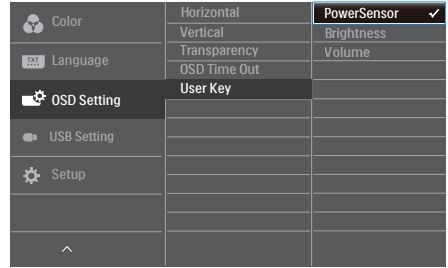 Color
Language
OSD Setting
USB Setting
Setup
Horizontal
Vertical
Transparency
OSD Time Out
User Key
PowerSensor
Brightness
Volume